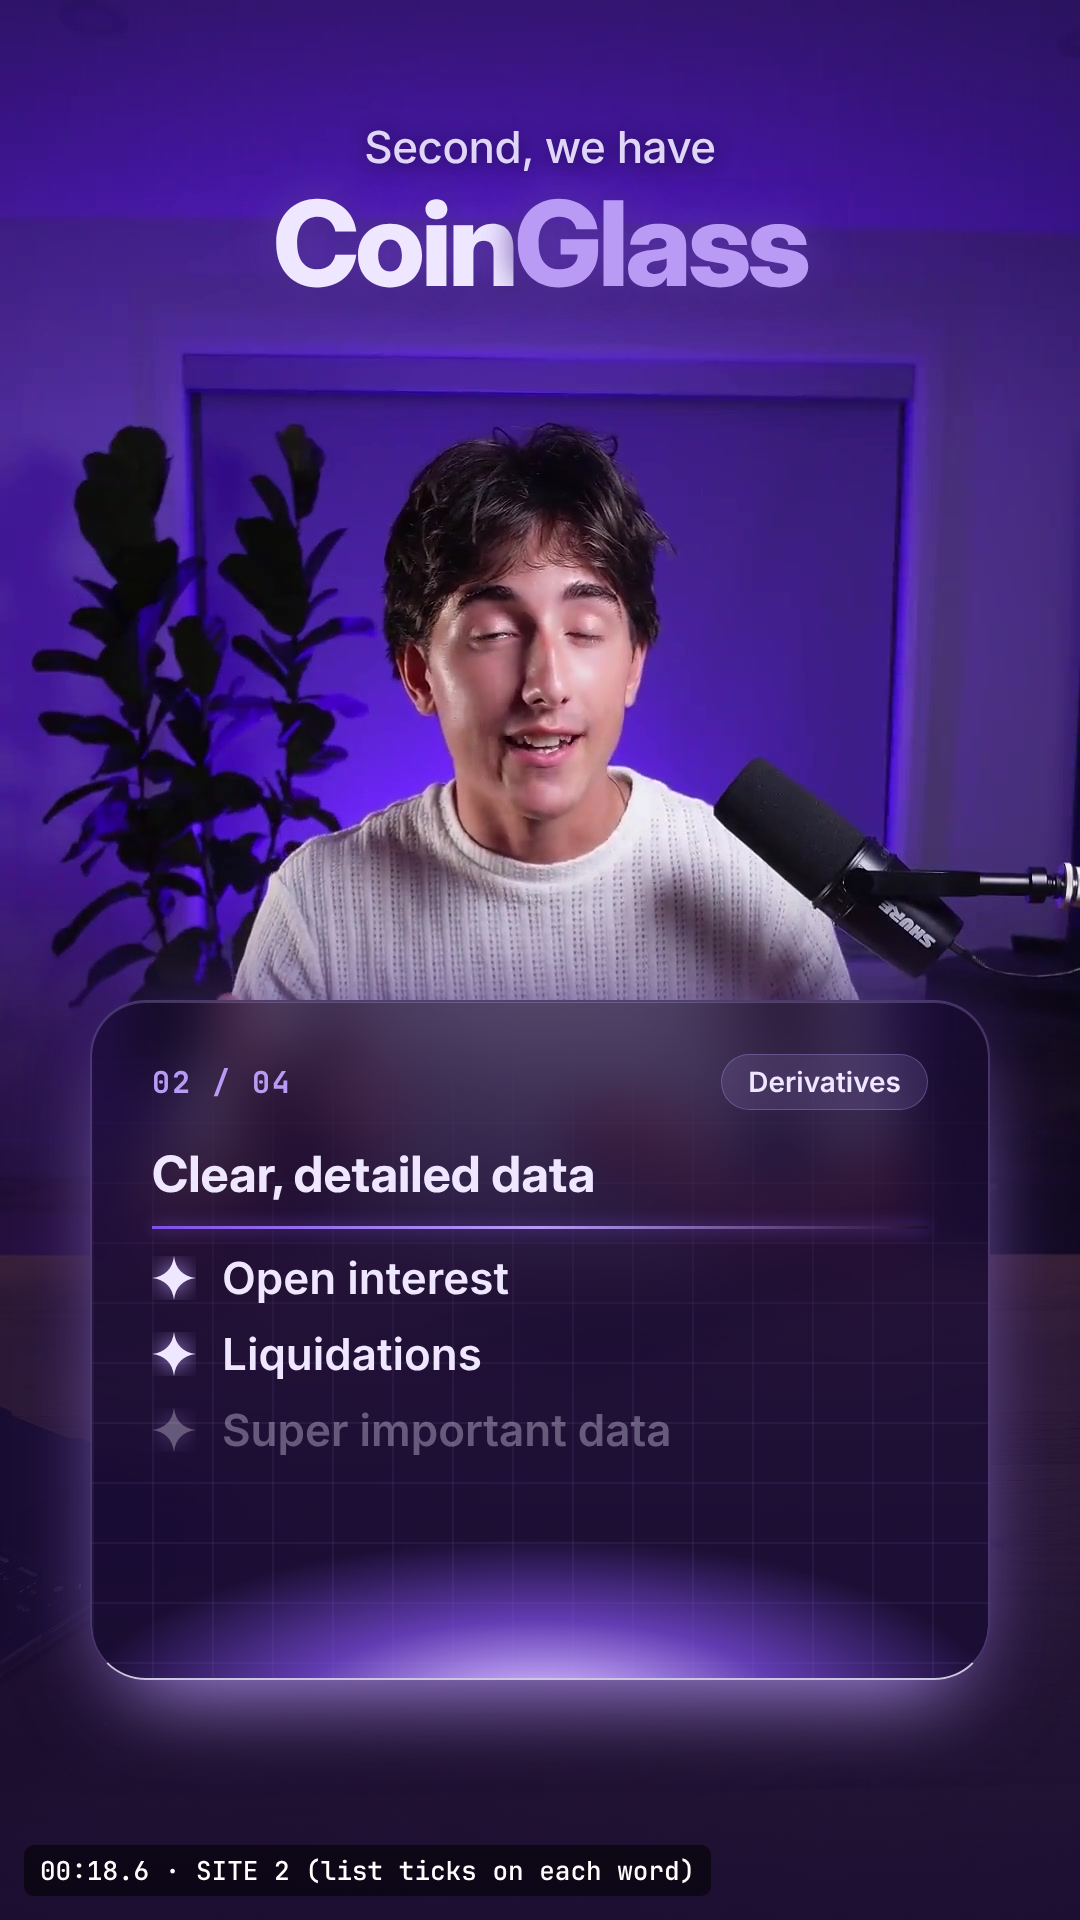 Second, we have
CoinGlass
SHURE
02 / 04
Derivatives
Clear, detailed data
Open interest
Liquidations
Super important data
00:18.6 · SITE 2 (list ticks on each word)